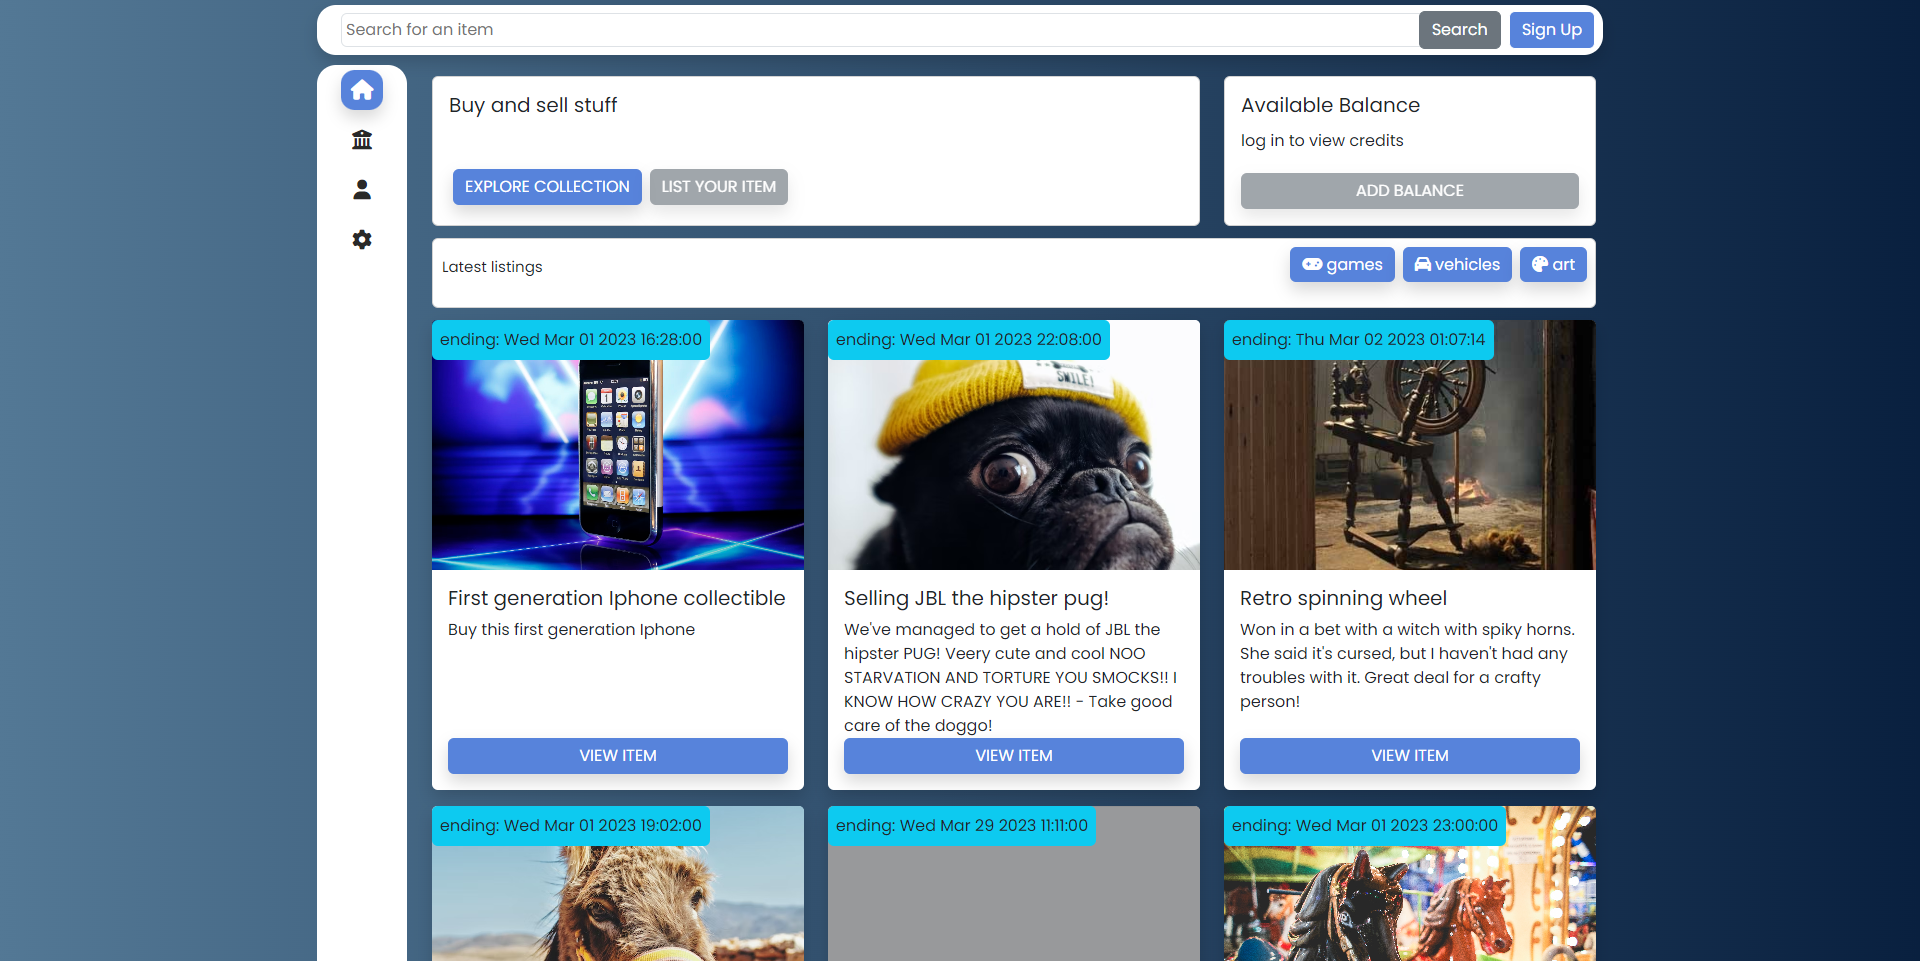 Search for an item
Search
Sign Up
Buy and sell stuff
EXPLORE COLLECTION
LIST YOUR ITEM
Available Balance
log in to view credits
ADD BALANCE
Latest listings
games
vehicles
art
ending: Wed Mar 01 2023 16:28:00
First generation Iphone collectible
Buy this first generation Iphone
VIEW ITEM
ending: Wed Mar 01 2023 22:08:00
SMILE!
Selling JBL the hipster pug!
We've managed to get a hold of JBL the
hipster PUG! Veery cute and cool NOO
STARVATION AND TORTURE YOU SMOCKS!! I
KNOW HOW CRAZY YOU ARE!! - Take good
care of the doggo!
VIEW ITEM
ending: Thu Mar 02 2023 01:07:14
Retro spinning wheel
Won in a bet with a witch with spiky horns.
She said it's cursed, but I haven't had any
troubles with it. Great deal for a crafty
person!
VIEW ITEM
ending: Wed Mar 01 2023 19:02:00
ending: Wed Mar 29 2023 11:11:00
ending: Wed Mar 01 2023 23:00:00